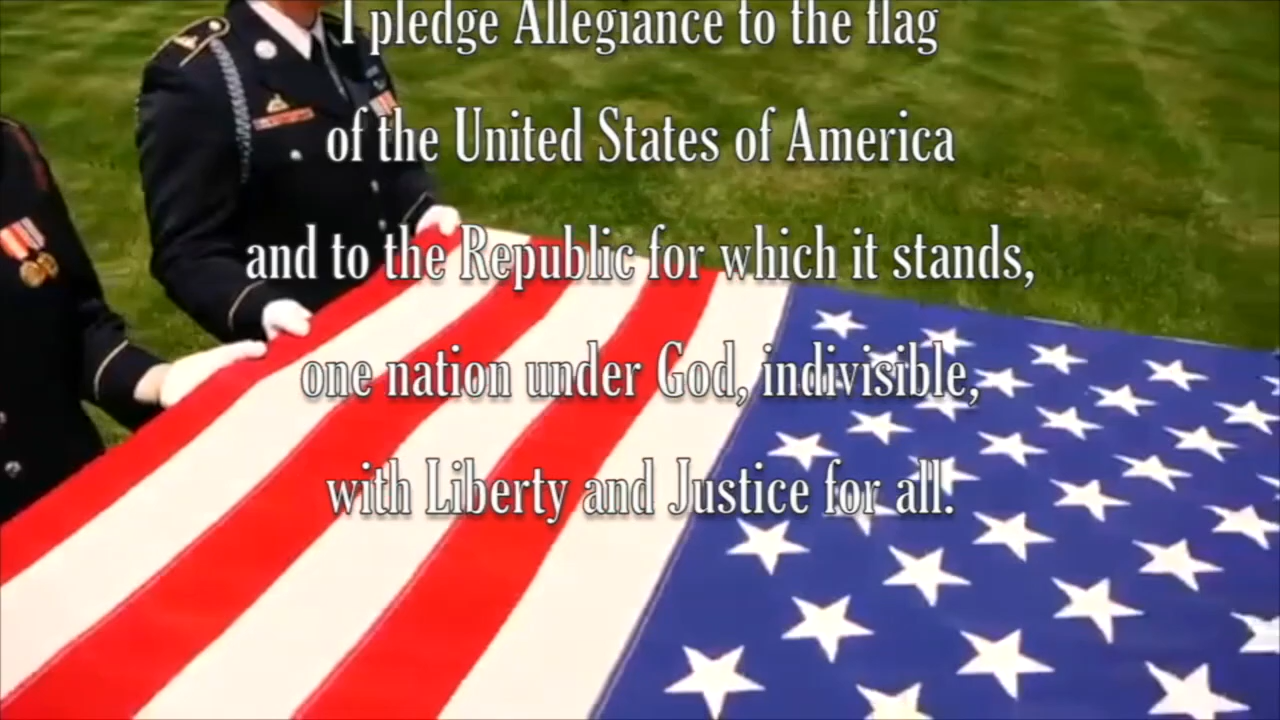 I pledge Allegiance to the flag
of the United States of America
and to the Republic for which it stands,
one nation under God, indivisible,
with Liberty and Justice for all.